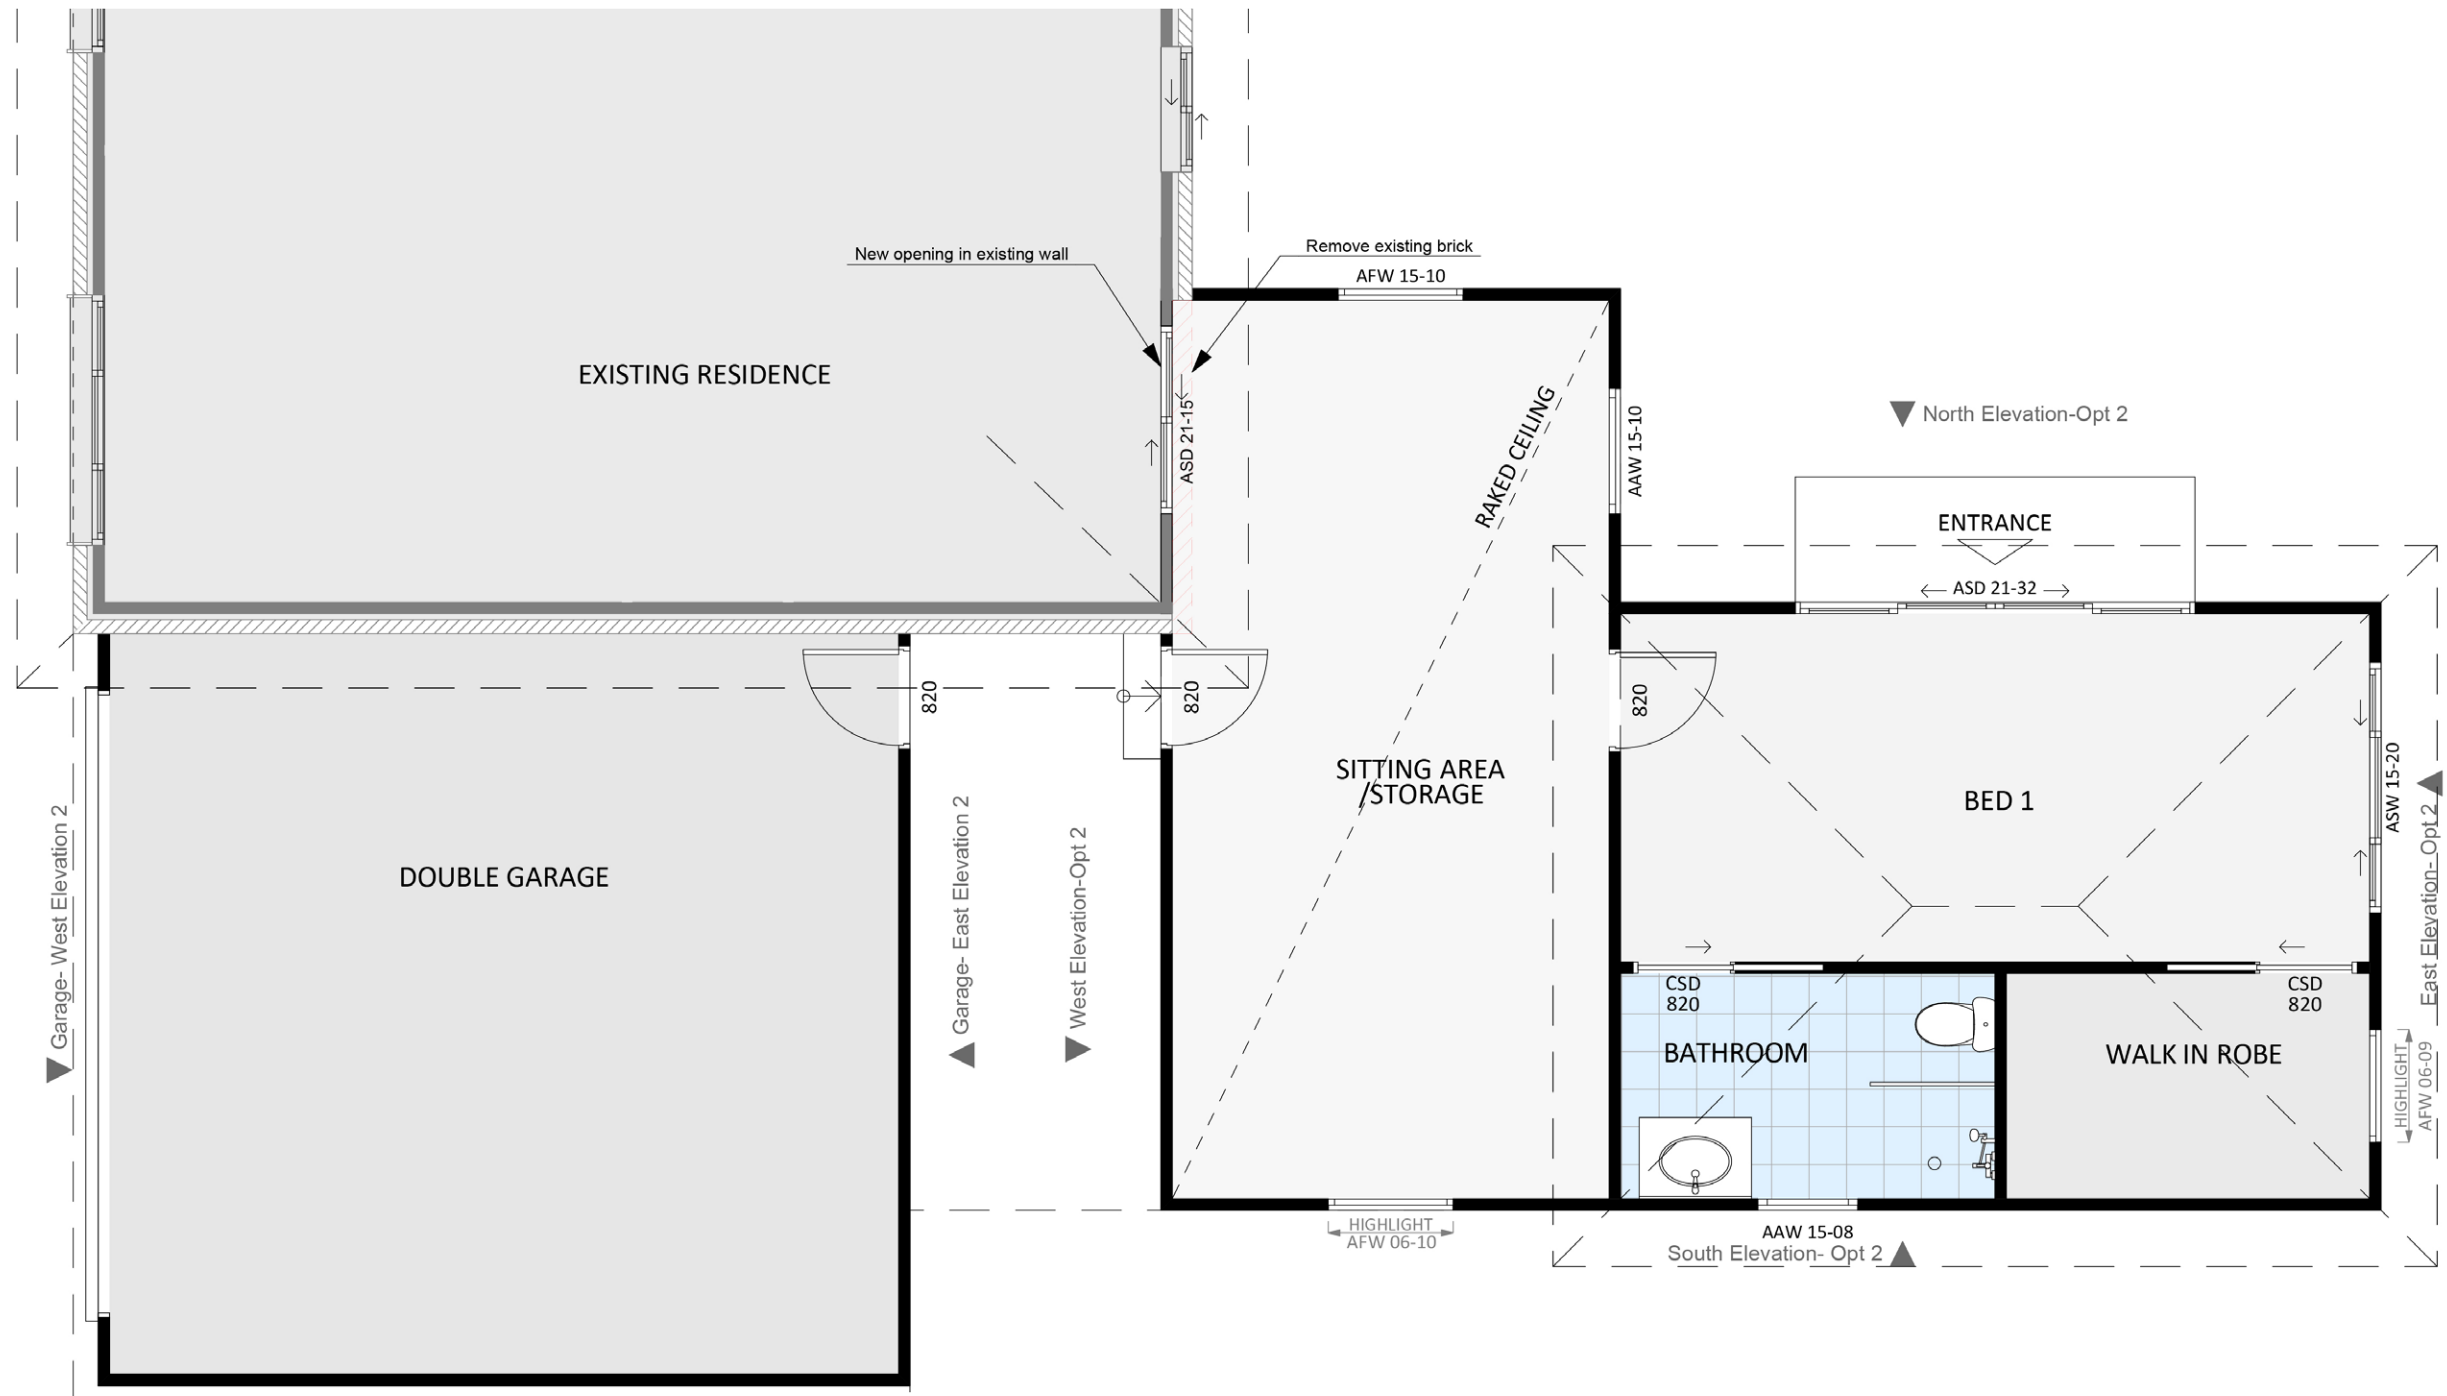 New opening in existing wall
Remove existing brick
AFW 15-10
EXISTING RESIDENCE
ASD 21-15
RAKED CEILING
AAW 15-10
North Elevation-Opt 2
ENTRANCE
ASD 21-32
820
820
820
SITTING AREA
/STORAGE
BED 1
ASW 15-20
East Elevation- Opt 2
DOUBLE GARAGE
Garage- West Elevation 2
Garage- East Elevation 2
West Elevation-Opt 2
CSD
820
CSD
820
BATHROOM
WALK IN ROBE
HIGHLIGHT
AFW 06-09
HIGHLIGHT
AFW 06-10
AAW 15-08
South Elevation- Opt 2